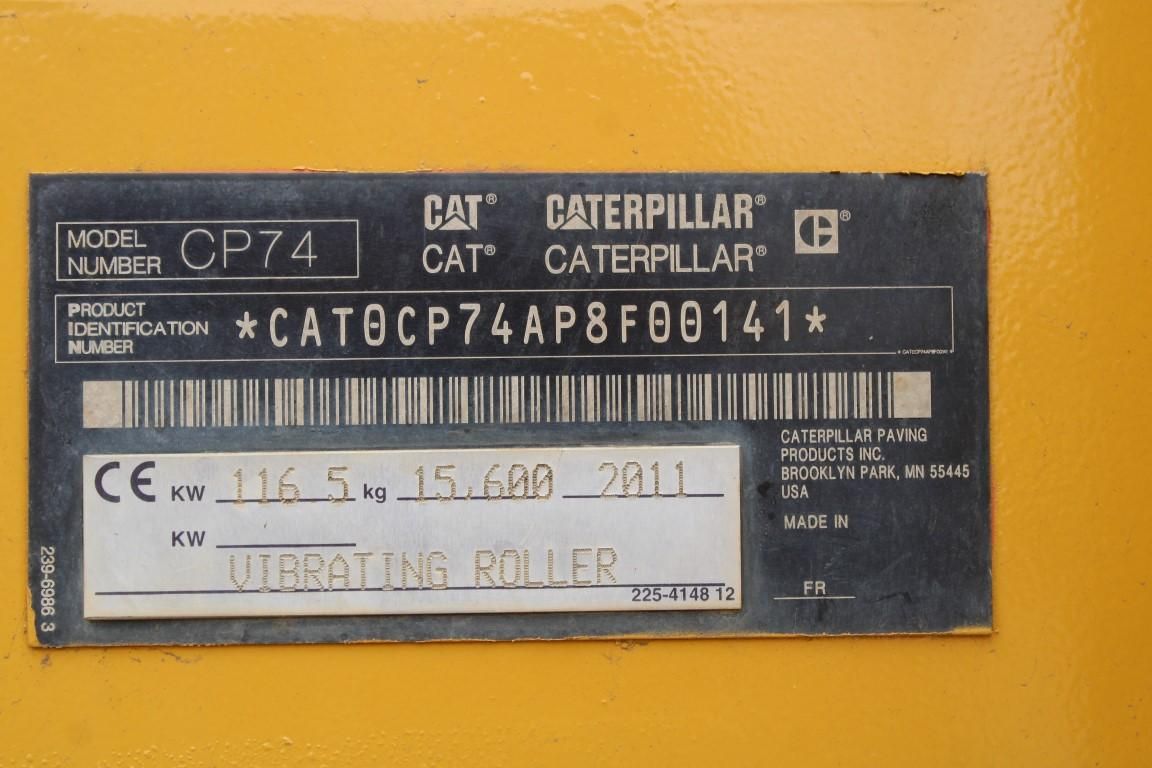 CAT® CATERPILLAR®
CAT® CATERPILLAR®
MODEL NUMBER CP74
PRODUCT IDENTIFICATION NUMBER *CAT0CP74AP8F00141*
CE KW 116 5 kg 15.600 2011
KW
VIBRATING ROLLER
225-4148 12
239-6986 3
CATERPILLAR PAVING
PRODUCTS INC.
BROOKLYN PARK, MN 55445
USA
MADE IN
FR